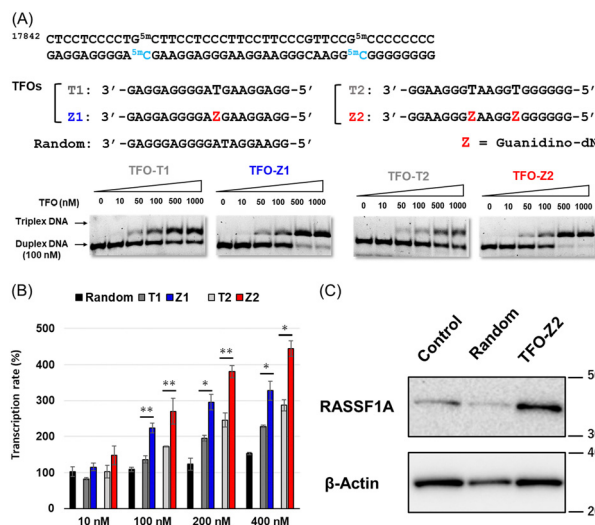 (A)
17842 CTCCTCCCCTG5mCTTCCTCCCTTCCTTCCCGTTCCG5mCCCCCCCC
GAGGAGGGGA5mCGAAGGAGGGAAGGAAGGGCAAGG5mCGGGGGGGG
TFOs
T1: 3′-GAGGAGGGGATGAAGGAGG-5′
T2: 3′-GGAAGGGTAAGGTGGGGGG-5′
Z1: 3′-GAGGAGGGGAZGAAGGAGG-5′
Z2: 3′-GGAAGGGZAAGGZGGGGGG-5′
Random: 3′-GAGGGAGGGGATAGGAAGG-5′
Z = Guanidino-dN
TFO-T1 TFO-Z1 TFO-T2 TFO-Z2
TFO (nM) 0 10 50 100 500 1000 0 10 50 100 500 1000 0 10 50 100 500 1000 0 10 50 100 500 1000
Triplex DNA
Duplex DNA
(100 nM)
(B)
Random T1 Z1 T2 Z2
Transcription rate (%)
500
400
300
200
100
0
** ** * ** * *
10 nM 100 nM 200 nM 400 nM
(C)
Control Random TFO-Z2
RASSF1A
β-Actin
5
3
40
20